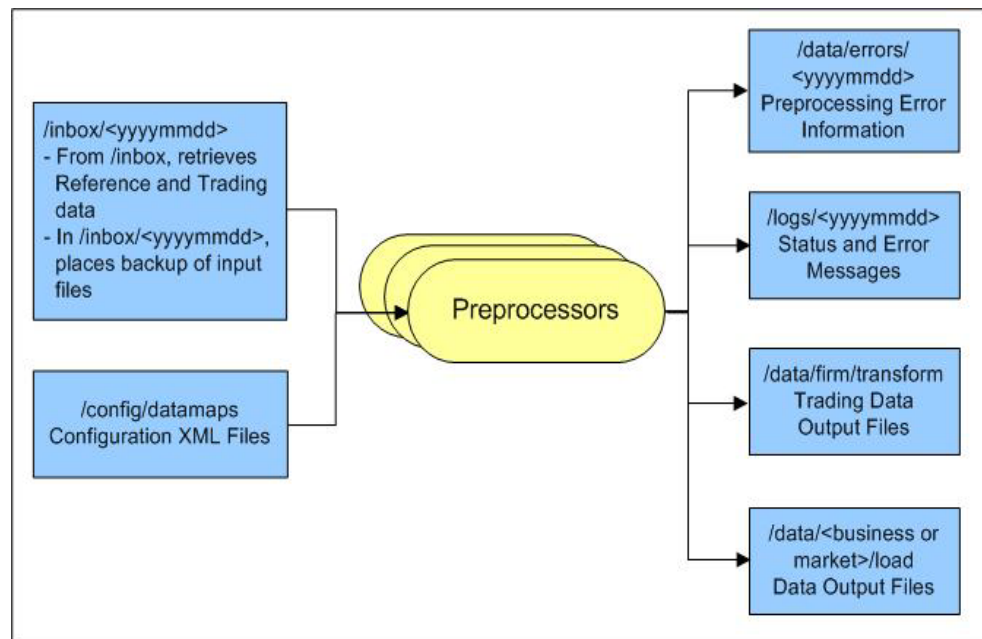 /inbox/<yyyymmdd>
- From /inbox, retrieves
Reference and Trading
data
- In /inbox/<yyyymmdd>,
places backup of input
files
/config/datamaps
Configuration XML Files
Preprocessors
/data/errors/
<yyyymmdd>
Preprocessing Error
Information
/logs/<yyyymmdd>
Status and Error
Messages
/data/firm/transform
Trading Data
Output Files
/data/<business or
market>/load
Data Output Files